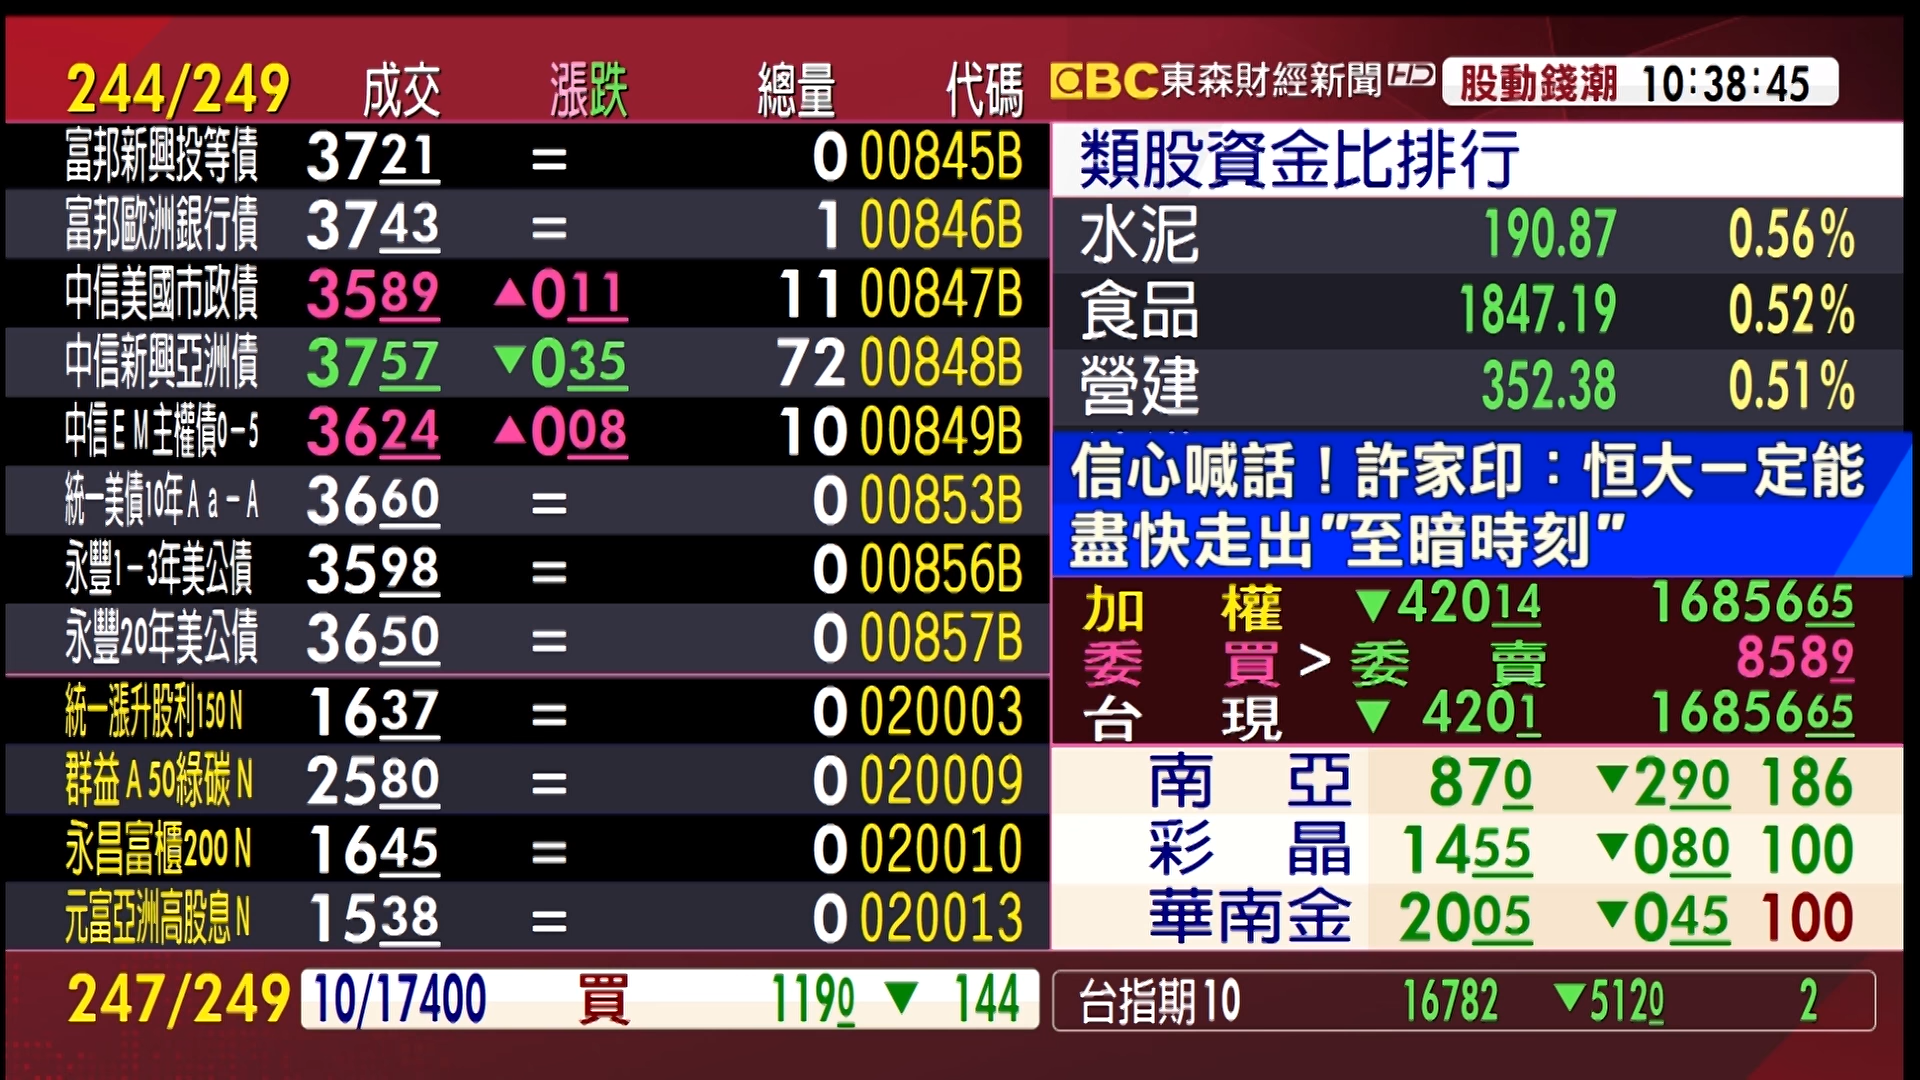 244/249 成交 漲跌 總量 代碼
富邦新興投等債 3721 = 0 00845B
富邦歐洲銀行債 3743 = 1 00846B
中信美國市政債 3589 ▲011 11 00847B
中信新興亞洲債 3757 ▼035 72 00848B
中信EM主權債0-5 3624 ▲008 10 00849B
統一美債10年Aa-A 3660 = 0 00853B
永豐1-3年美公債 3598 = 0 00856B
永豐20年美公債 3650 = 0 00857B
統一漲升股利150N 1637 = 0 020003
群益A50綠碳N 2580 = 0 020009
永昌富櫃200N 1645 = 0 020010
元富亞洲高股息N 1538 = 0 020013
247/249 10/17400 買 1190 ▼ 144
EBC東森財經新聞HD 股動錢潮 10:38:45
類股資金比排行
水泥 190.87 0.56%
食品 1847.19 0.52%
營建 352.38 0.51%
信心喊話！許家印：恒大一定能
盡快走出"至暗時刻"
加權 ▼42014 1685665
委買>委賣 8589
台現 ▼4201 1685665
南亞 870 ▼290 186
彩晶 1455 ▼080 100
華南金 2005 ▼045 100
台指期10 16782 ▼5120 2